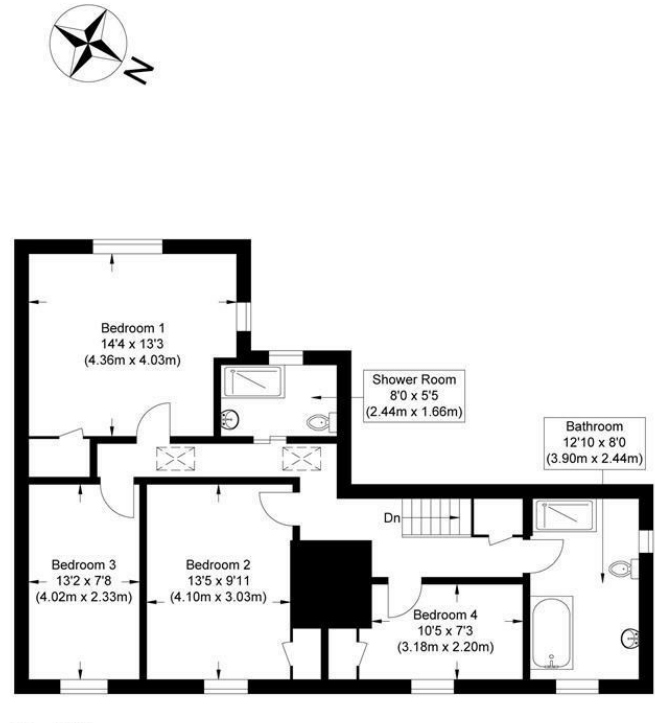 N
Bedroom 1
14'4 x 13'3
(4.36m x 4.03m)
Shower Room
8'0 x 5'5
(2.44m x 1.66m)
Bathroom
12'10 x 8'0
(3.90m x 2.44m)
Dn
Bedroom 3
13'2 x 7'8
(4.02m x 2.33m)
Bedroom 2
13'5 x 9'11
(4.10m x 3.03m)
Bedroom 4
10'5 x 7'3
(3.18m x 2.20m)